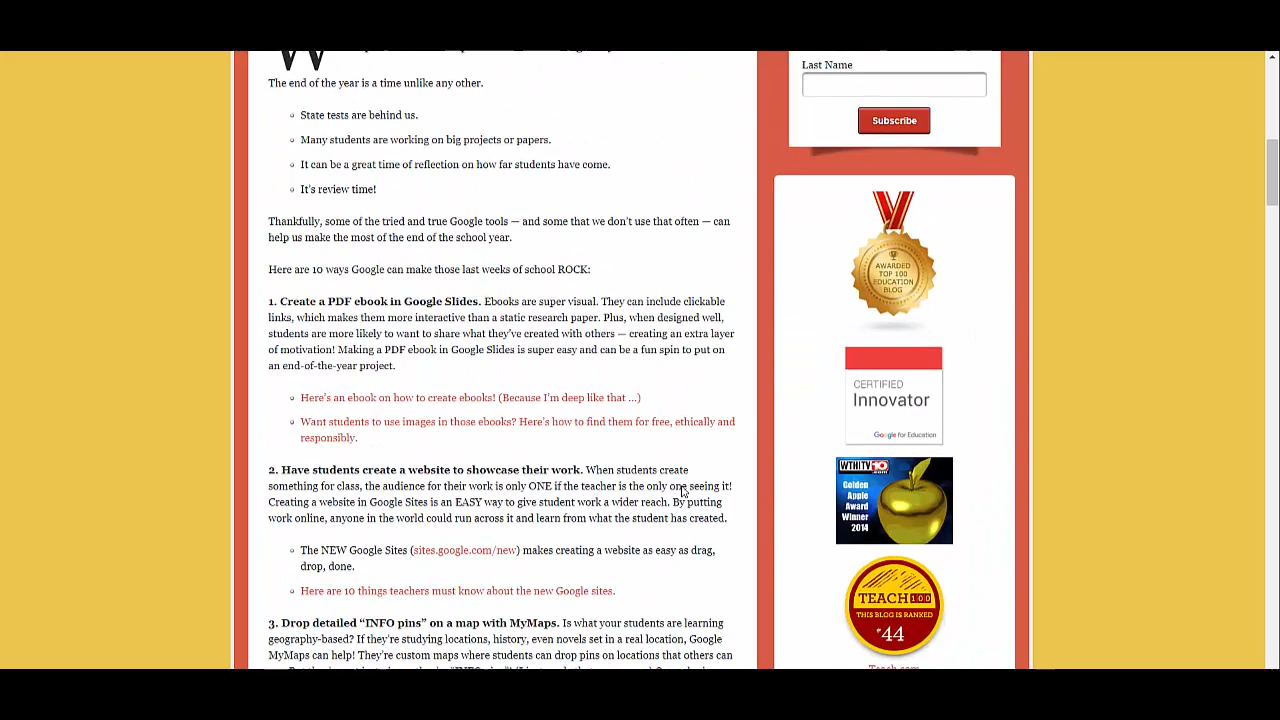 W
The end of the year is a time unlike any other.
State tests are behind us.
Many students are working on big projects or papers.
It can be a great time of reflection on how far students have come.
It's review time!
Thankfully, some of the tried and true Google tools — and some that we don't use that often — can
help us make the most of the end of the school year.
Here are 10 ways Google can make those last weeks of school ROCK:
1. Create a PDF ebook in Google Slides. Ebooks are super visual. They can include clickable
links, which makes them more interactive than a static research paper. Plus, when designed well,
students are more likely to want to share what they've created with others — creating an extra layer
of motivation! Making a PDF ebook in Google Slides is super easy and can be a fun spin to put on
an end-of-the-year project.
Here's an ebook on how to create ebooks! (Because I'm deep like that ...)
Want students to use images in those ebooks? Here's how to find them for free, ethically and
responsibly.
2. Have students create a website to showcase their work. When students create
something for class, the audience for their work is only ONE if the teacher is the only one seeing it!
Creating a website in Google Sites is an EASY way to give student work a wider reach. By putting
work online, anyone in the world could run across it and learn from what the student has created.
The NEW Google Sites (sites.google.com/new) makes creating a website as easy as drag,
drop, done.
Here are 10 things teachers must know about the new Google sites.
3. Drop detailed “INFO pins” on a map with MyMaps. Is what your students are learning
geography-based? If they're studying locations, history, even novels set in a real location, Google
MyMaps can help! They're custom maps where students can drop pins on locations that others can
Last Name
Subscribe
AWARDED
TOP 100
EDUCATION
BLOG
CERTIFIED
Innovator
Google for Education
WTHITV10
Golden
Apple
Award
Winner
2014
TEACH 100
THIS BLOG IS RANKED
#44
Teach.com